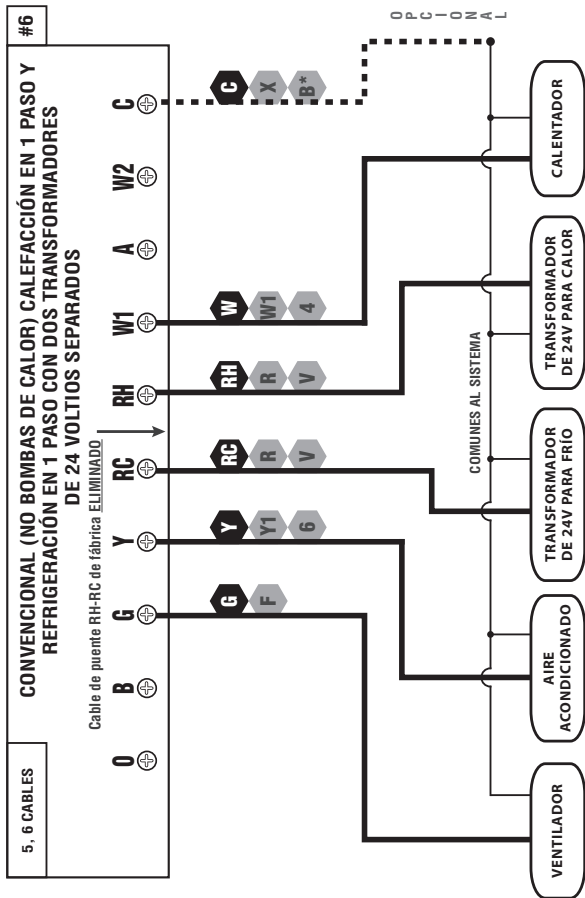 5, 6 CABLES
CONVENCIONAL (NO BOMBAS DE CALOR) CALEFACCIÓN EN 1 PASO Y
REFRIGERACIÓN EN 1 PASO CON DOS TRANSFORMADORES
DE 24 VOLTIOS SEPARADOS
#6
Cable de puente RH-RC de fábrica ELIMINADO
O B G Y RC RH W1 A W2 C
G Y RC RH W C
F Y1 R R W1 X
6 V V 4 B*
OPCIONAL
COMUNES AL SISTEMA
VENTILADOR
AIRE
ACONDICIONADO
TRANSFORMADOR
DE 24V PARA FRÍO
TRANSFORMADOR
DE 24V PARA CALOR
CALENTADOR